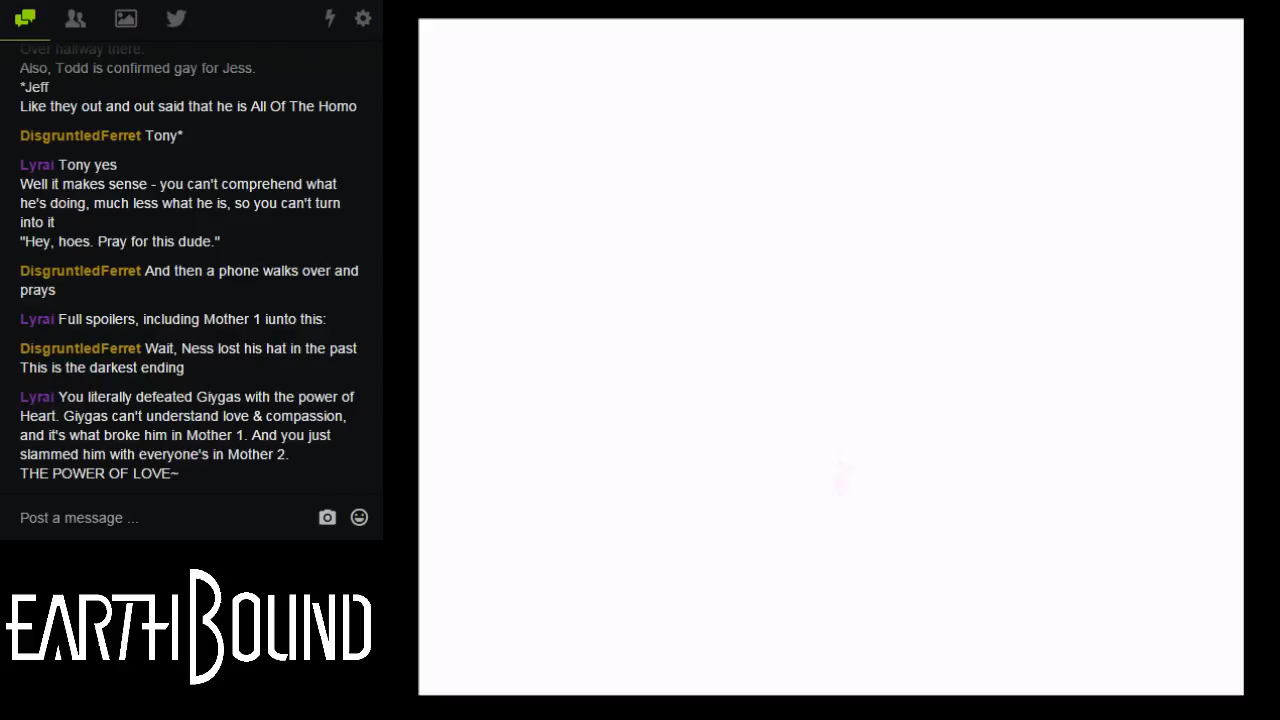 Over halfway there.
Also, Todd is confirmed gay for Jess.
*Jeff
Like they out and out said that he is All Of The Homo
DisgruntledFerret Tony*
Lyrai Tony yes
Well it makes sense - you can't comprehend what
he's doing, much less what he is, so you can't turn
into it
"Hey, hoes. Pray for this dude."
DisgruntledFerret And then a phone walks over and
prays
Lyrai Full spoilers, including Mother 1 iunto this:
DisgruntledFerret Wait, Ness lost his hat in the past
This is the darkest ending
Lyrai You literally defeated Giygas with the power of
Heart. Giygas can't understand love & compassion,
and it's what broke him in Mother 1. And you just
slammed him with everyone's in Mother 2.
THE POWER OF LOVE~
Post a message ...
EARTHBOUND